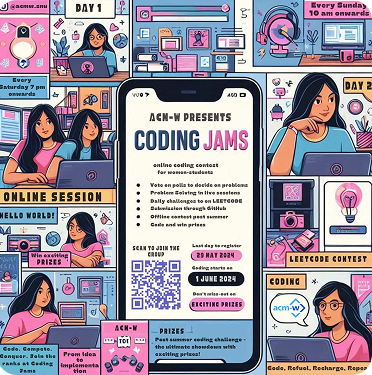 @acmw.snu
DAY 1
Every Sunday
10 am onwards
Every
Saturday 7 pm
onwards
ACM-W PRESENTS
CODING JAMS
online coding contest
for women-students
Vote on polls to decide on problems
Problem Solving in live sessions
Daily challenges to on LEETCODE
Submission through GitHub
Offline contest post summer
Code and win prizes
DAY 2
ONLINE SESSION
HELLO WORLD!
Win exciting
PRIZES
SCAN TO JOIN THE
GROUP
Last day to register
29 MAY 2024
Coding starts on
1 JUNE 2024
Don't miss-out on
EXCITING PRIZES
LEETCODE CONTEST
CODING
acm-w
Code. Compete.
Conquer. Join the
ranks at Coding
Jams
ACM-W
From idea
to
implementa
tion
PRIZES
Post summer coding challenge -
the ultimate showdown with
exciting prizes!
Code, Refuel, Recharge, Repeat